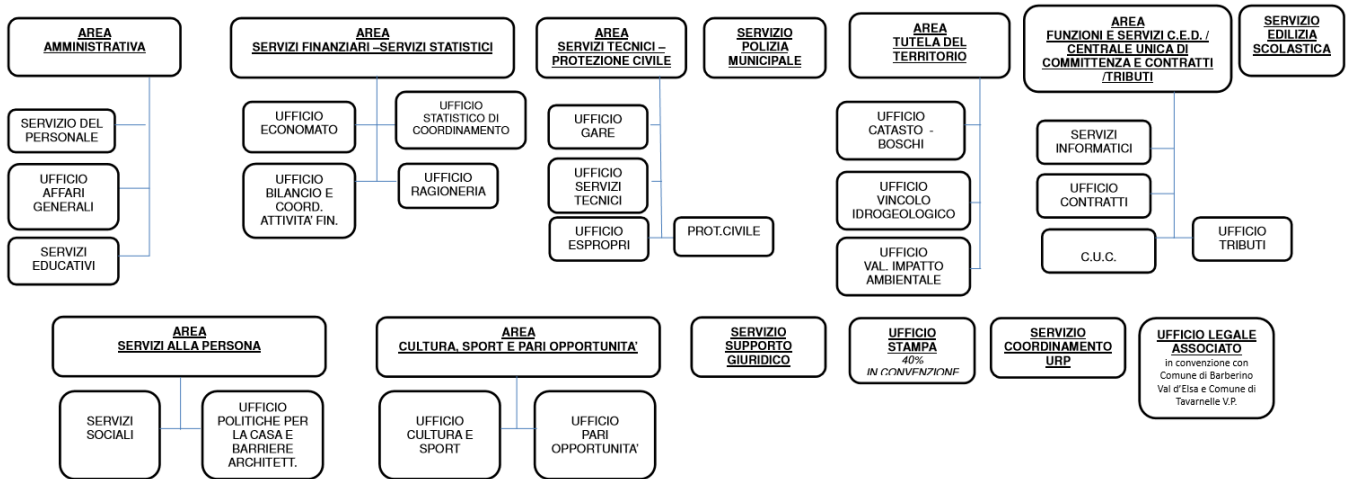 AREA
AMMINISTRATIVA
SERVIZIO DEL
PERSONALE
UFFICIO
AFFARI
GENERALI
SERVIZI
EDUCATIVI
AREA
SERVIZI FINANZIARI –SERVIZI STATISTICI
UFFICIO
ECONOMATO
UFFICIO
STATISTICO DI
COORDINAMENTO
UFFICIO
BILANCIO E
COORD.
ATTIVITA' FIN.
UFFICIO
RAGIONERIA
AREA
SERVIZI TECNICI –
PROTEZIONE CIVILE
UFFICIO
GARE
UFFICIO
SERVIZI
TECNICI
UFFICIO
ESPROPRI
PROT.CIVILE
SERVIZIO
POLIZIA
MUNICIPALE
AREA
TUTELA DEL
TERRITORIO
UFFICIO
CATASTO -
BOSCHI
UFFICIO
VINCOLO
IDROGEOLOGICO
UFFICIO
VAL. IMPATTO
AMBIENTALE
AREA
FUNZIONI E SERVIZI C.E.D. /
CENTRALE UNICA DI
COMMITTENZA E CONTRATTI
/TRIBUTI
SERVIZI
INFORMATICI
UFFICIO
CONTRATTI
C.U.C.
UFFICIO
TRIBUTI
SERVIZIO
EDILIZIA
SCOLASTICA
AREA
SERVIZI ALLA PERSONA
SERVIZI
SOCIALI
UFFICIO
POLITICHE PER
LA CASA E
BARRIERE
ARCHITETT.
AREA
CULTURA, SPORT E PARI OPPORTUNITA'
UFFICIO
CULTURA E
SPORT
UFFICIO
PARI
OPPORTUNITA'
SERVIZIO
SUPPORTO
GIURIDICO
UFFICIO
STAMPA
40%
IN CONVENZIONE
SERVIZIO
COORDINAMENTO
URP
UFFICIO LEGALE
ASSOCIATO
in convenzione con
Comune di Barberino
Val d'Elsa e Comune di
Tavarnelle V.P.